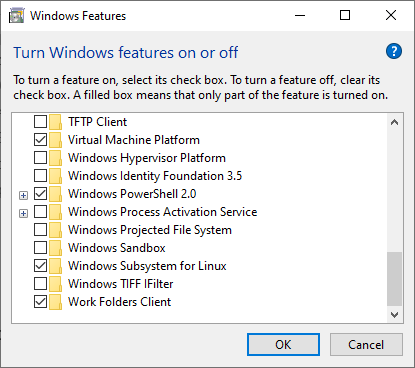 Windows Features
Turn Windows features on or off
?
To turn a feature on, select its check box. To turn a feature off, clear its
check box. A filled box means that only part of the feature is turned on.
TFTP Client
Virtual Machine Platform
Windows Hypervisor Platform
Windows Identity Foundation 3.5
Windows PowerShell 2.0
Windows Process Activation Service
Windows Projected File System
Windows Sandbox
Windows Subsystem for Linux
Windows TIFF IFilter
Work Folders Client
OK
Cancel